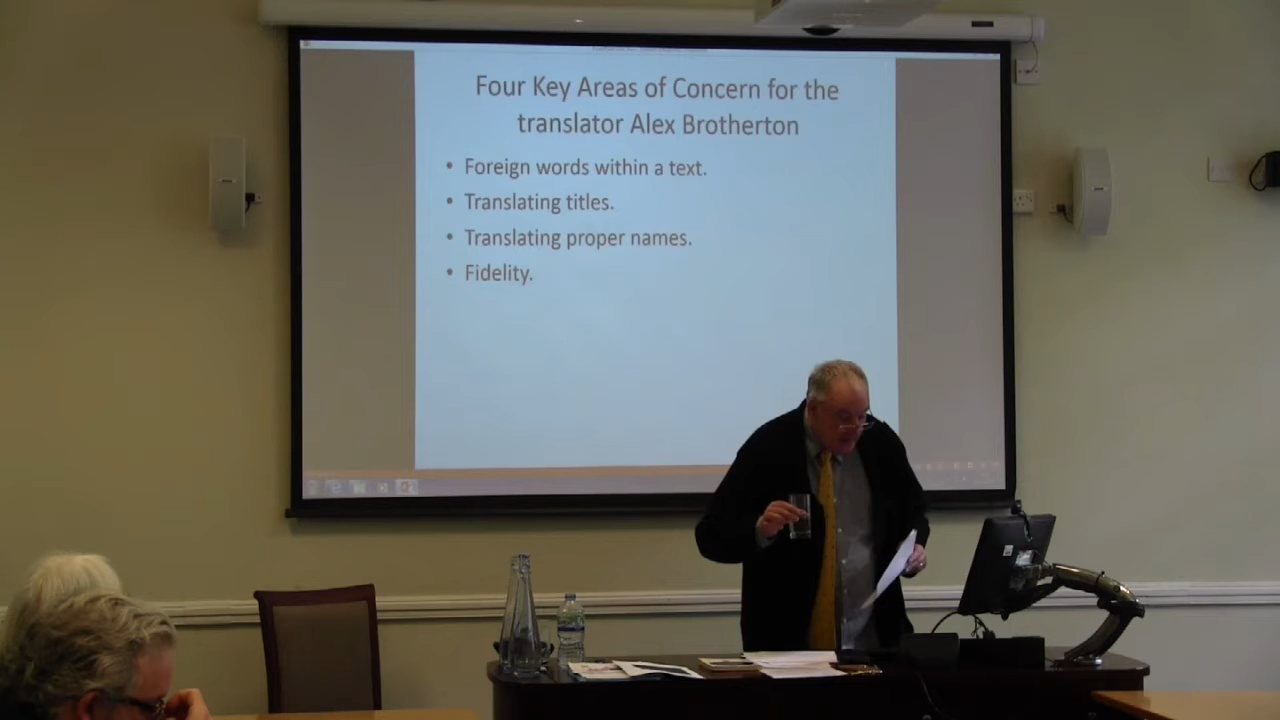 Four Key Areas of Concern for the
translator Alex Brotherton
• Foreign words within a text.
• Translating titles.
• Translating proper names.
• Fidelity.